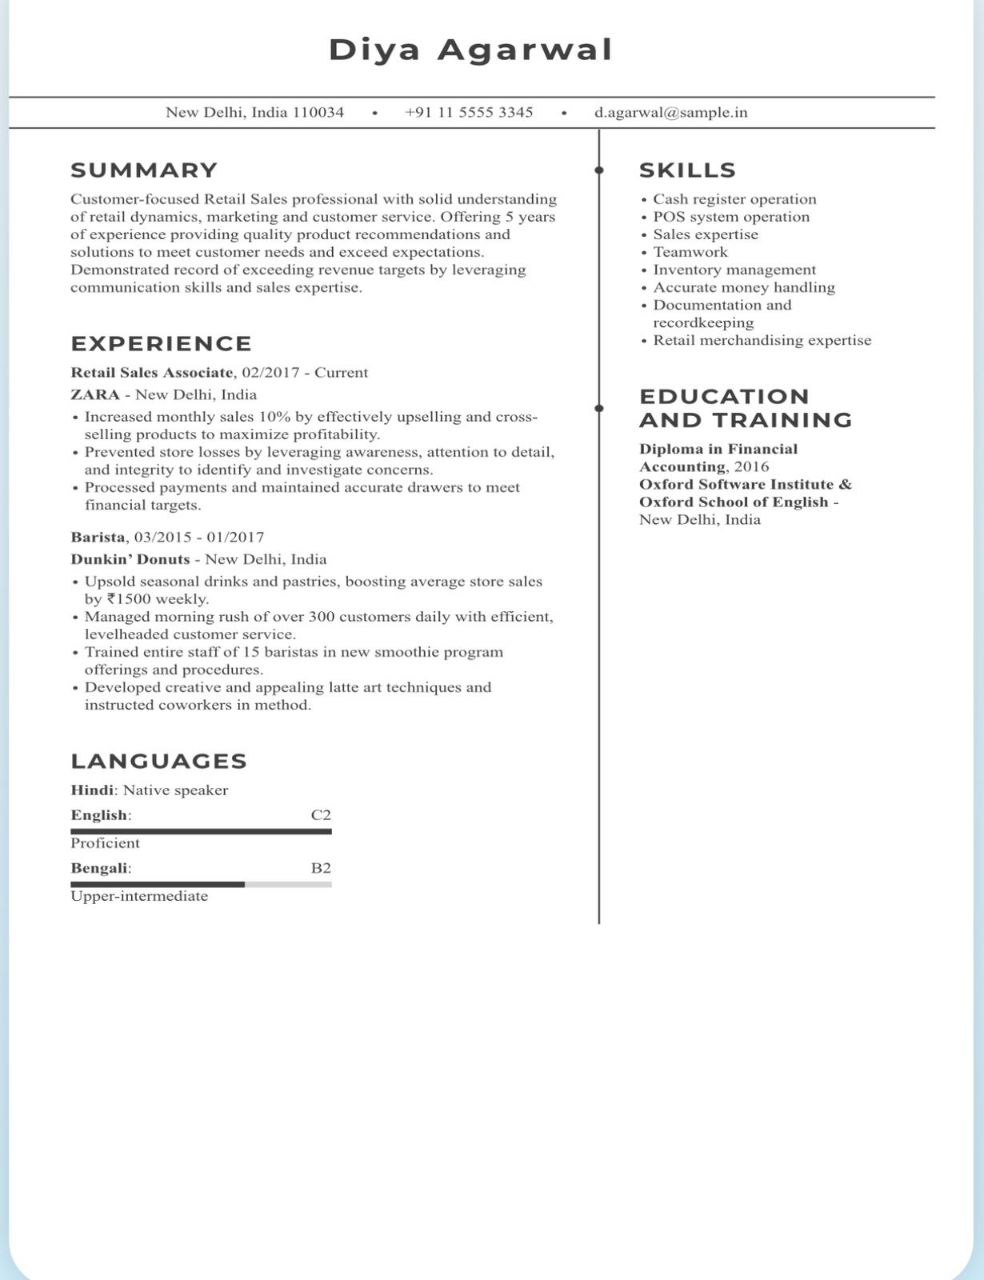 Diya Agarwal
New Delhi, India 110034 • +91 11 5555 3345 • d.agarwal@sample.in
SUMMARY
Customer-focused Retail Sales professional with solid understanding
of retail dynamics, marketing and customer service. Offering 5 years
of experience providing quality product recommendations and
solutions to meet customer needs and exceed expectations.
Demonstrated record of exceeding revenue targets by leveraging
communication skills and sales expertise.
EXPERIENCE
Retail Sales Associate, 02/2017 - Current
ZARA - New Delhi, India
• Increased monthly sales 10% by effectively upselling and cross-
selling products to maximize profitability.
• Prevented store losses by leveraging awareness, attention to detail,
and integrity to identify and investigate concerns.
• Processed payments and maintained accurate drawers to meet
financial targets.
Barista, 03/2015 - 01/2017
Dunkin’ Donuts - New Delhi, India
• Upsold seasonal drinks and pastries, boosting average store sales
by ₹1500 weekly.
• Managed morning rush of over 300 customers daily with efficient,
levelheaded customer service.
• Trained entire staff of 15 baristas in new smoothie program
offerings and procedures.
• Developed creative and appealing latte art techniques and
instructed coworkers in method.
LANGUAGES
Hindi: Native speaker
English: C2
Proficient
Bengali: B2
Upper-intermediate
SKILLS
• Cash register operation
• POS system operation
• Sales expertise
• Teamwork
• Inventory management
• Accurate money handling
• Documentation and
recordkeeping
• Retail merchandising expertise
EDUCATION
AND TRAINING
Diploma in Financial
Accounting, 2016
Oxford Software Institute &
Oxford School of English -
New Delhi, India